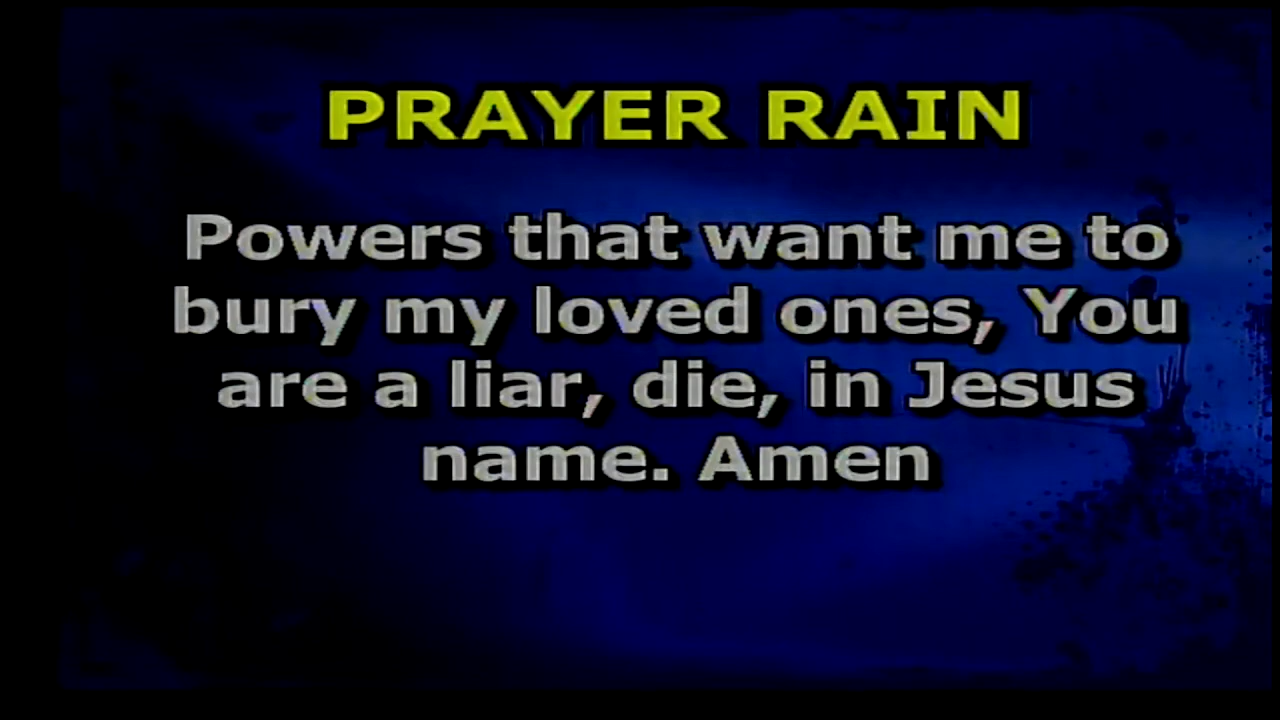 PRAYER RAIN
Powers that want me to
bury my loved ones, You
are a liar, die, in Jesus
name. Amen